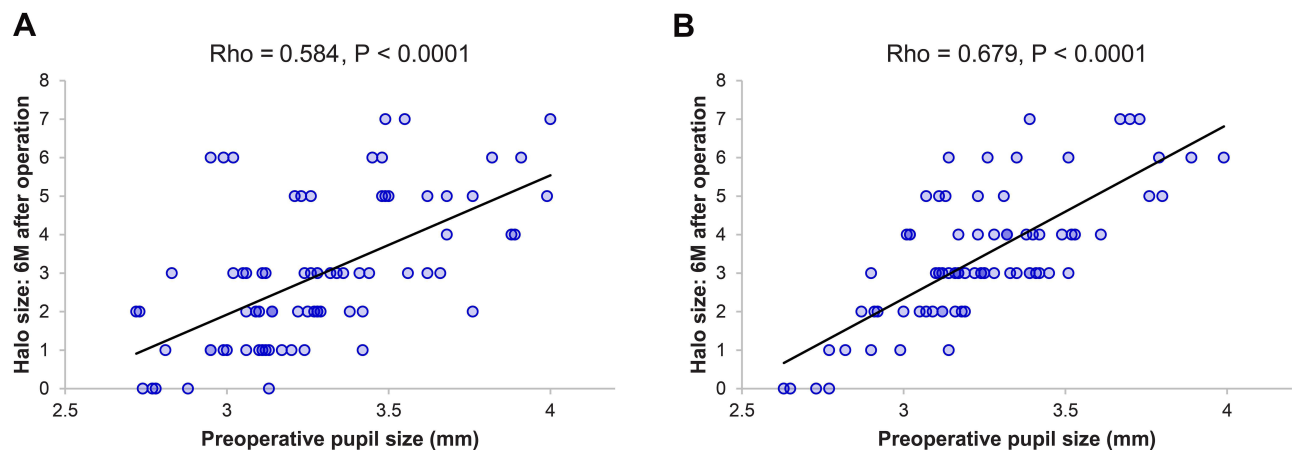 A
Rho = 0.584, P < 0.0001
Halo size: 6M after operation
8
7
6
5
4
3
2
1
0
2.5 3 3.5 4
Preoperative pupil size (mm)
B
Rho = 0.679, P < 0.0001
Halo size: 6M after operation
8
7
6
5
4
3
2
1
0
2.5 3 3.5 4
Preoperative pupil size (mm)